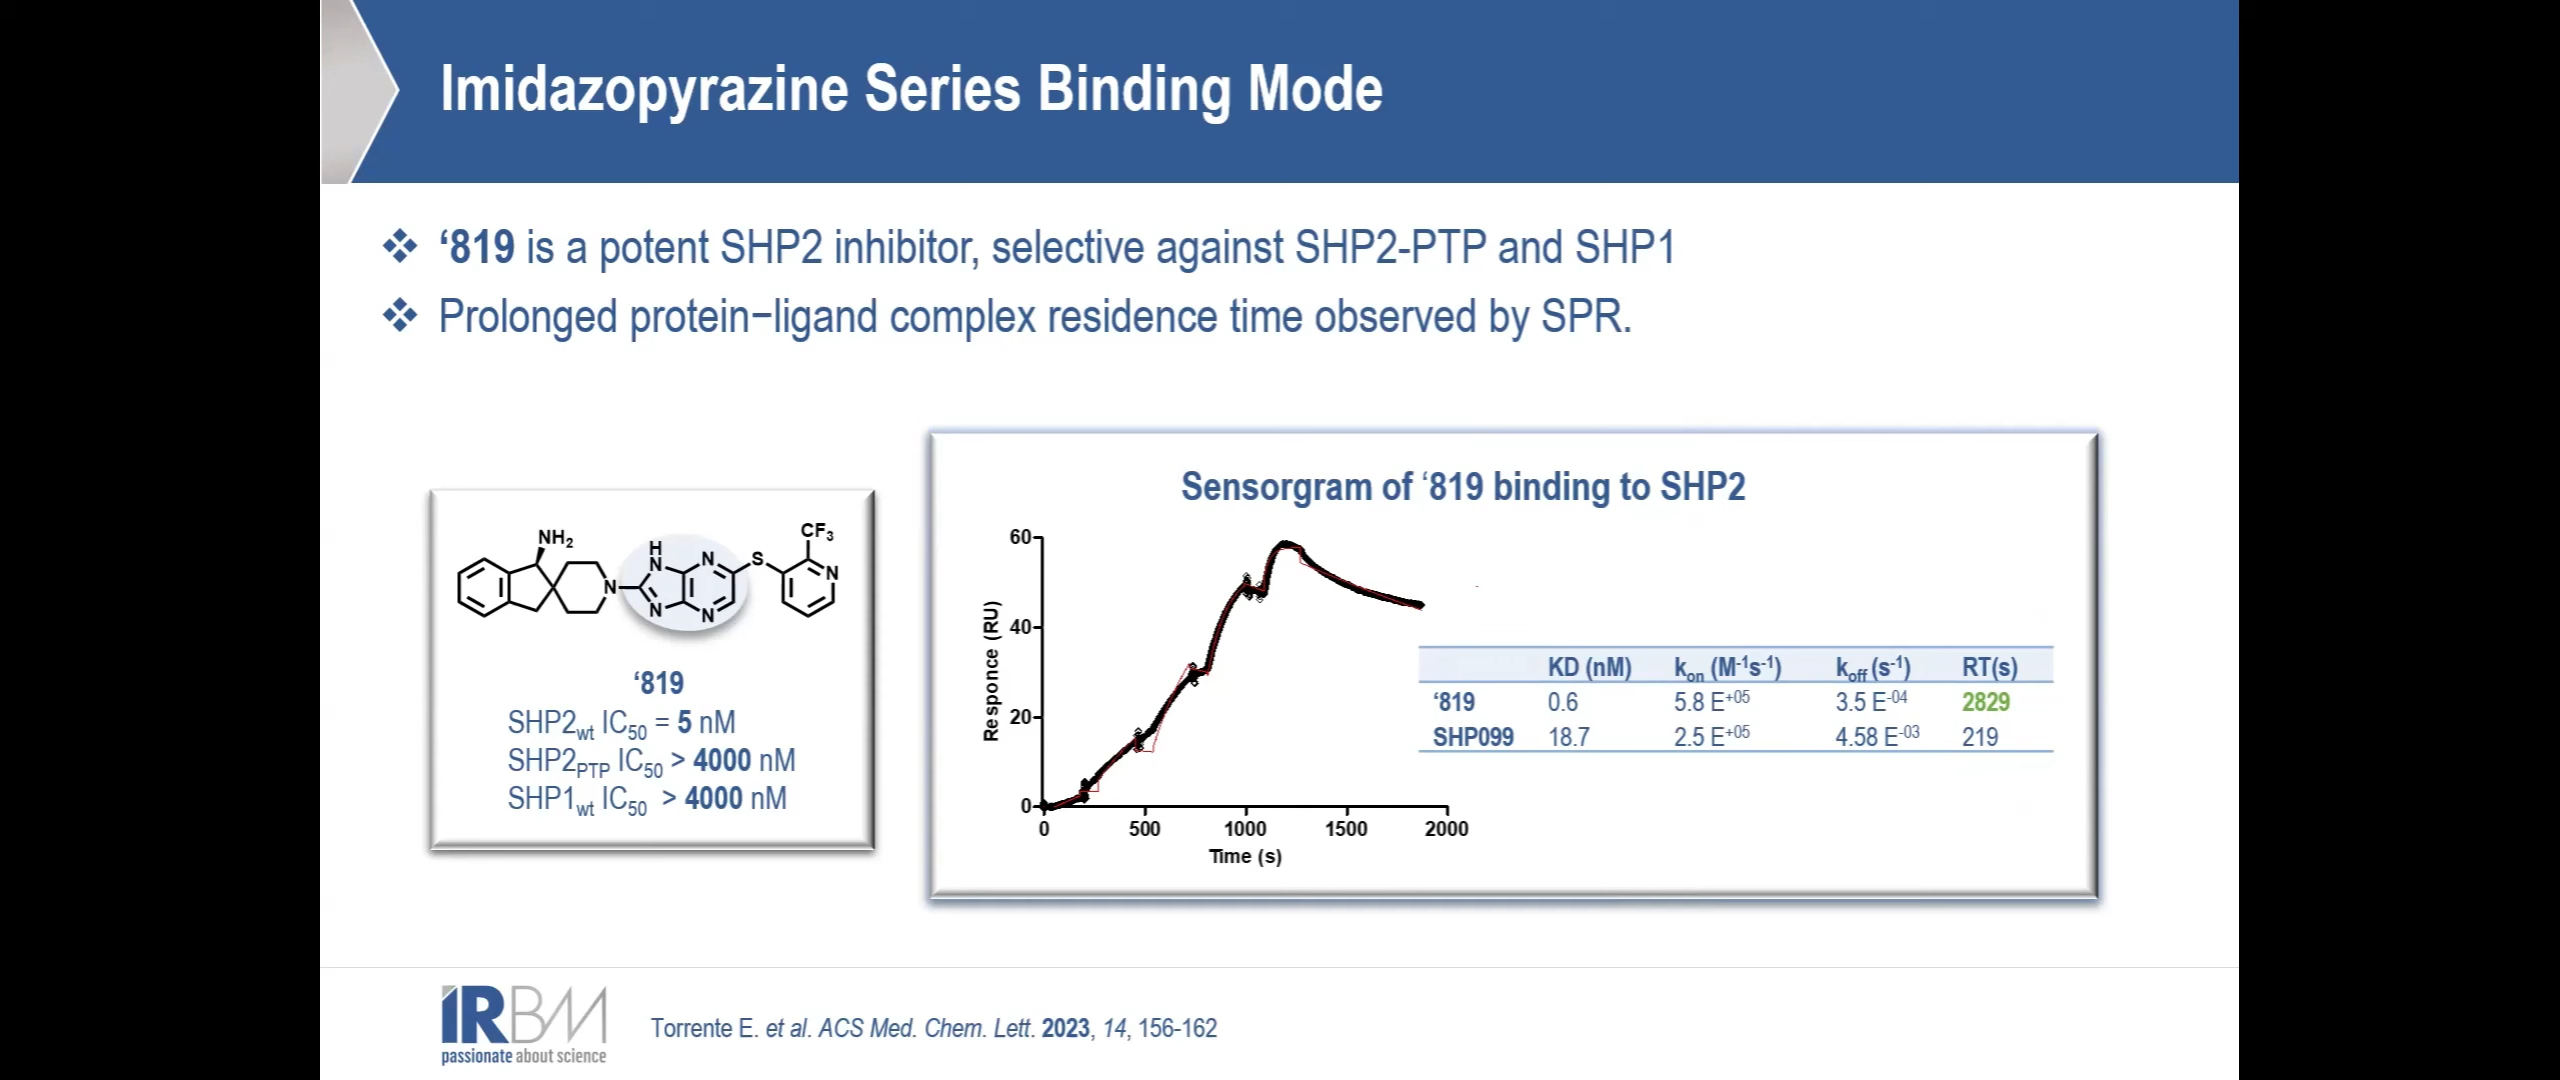 Imidazopyrazine Series Binding Mode
‘819 is a potent SHP2 inhibitor, selective against SHP2-PTP and SHP1
Prolonged protein−ligand complex residence time observed by SPR.
NH2
H
N
N
N
N
N
S
CF3
N
‘819
SHP2wt IC50 = 5 nM
SHP2PTP IC50 > 4000 nM
SHP1wt IC50 > 4000 nM
Sensorgram of ‘819 binding to SHP2
Responce (RU)
60
40
20
0
0 500 1000 1500 2000
Time (s)
KD (nM) kon (M-1s-1) koff (s-1) RT(s)
‘819 0.6 5.8 E+05 3.5 E-04 2829
SHP099 18.7 2.5 E+05 4.58 E-03 219
IRBM
passionate about science
Torrente E. et al. ACS Med. Chem. Lett. 2023, 14, 156-162